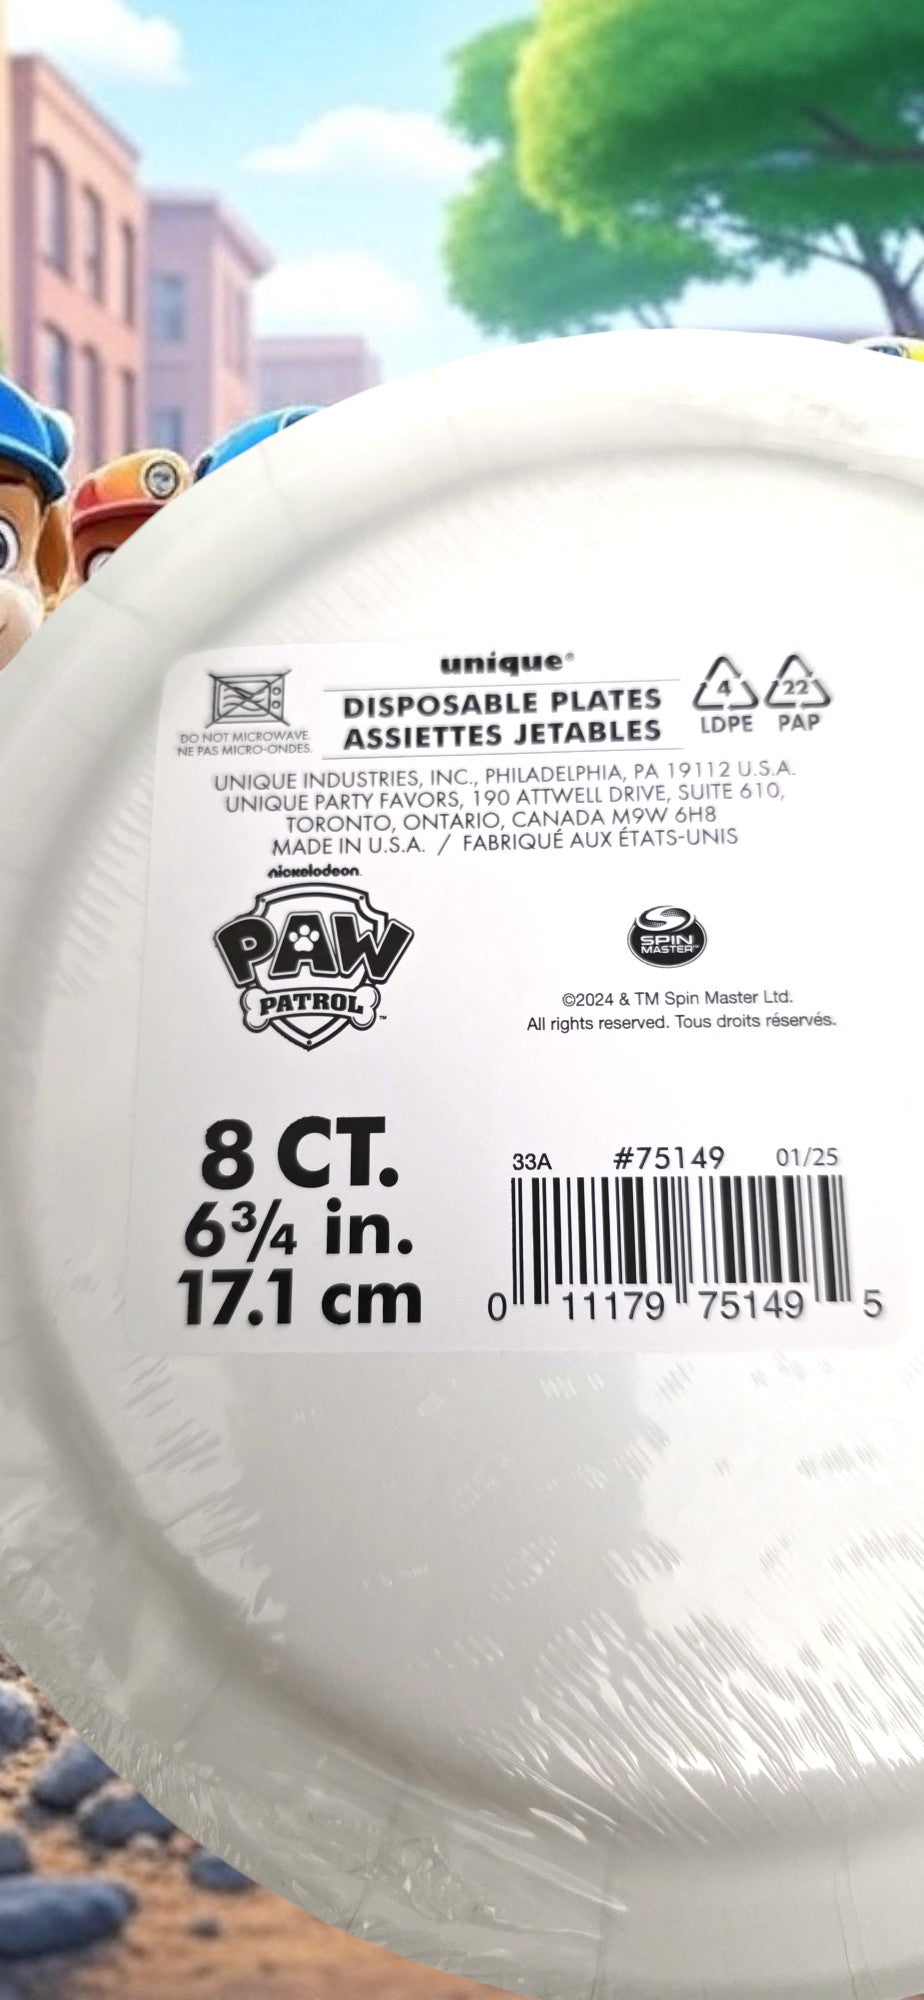 unique®
DISPOSABLE PLATES
ASSIETTES JETABLES
4
LDPE
22
PAP
DO NOT MICROWAVE.
NE PAS MICRO-ONDES.
UNIQUE INDUSTRIES, INC., PHILADELPHIA, PA 19112 U.S.A.
UNIQUE PARTY FAVORS, 190 ATTWELL DRIVE, SUITE 610,
TORONTO, ONTARIO, CANADA M9W 6H8
MADE IN U.S.A. / FABRIQUÉ AUX ÉTATS-UNIS
nickelodeon
PAW
PATROL™
SPIN
MASTER™
©2024 & TM Spin Master Ltd.
All rights reserved. Tous droits réservés.
8 CT.
6¾ in.
17.1 cm
33A #75149 01/25
0 11179 75149 5